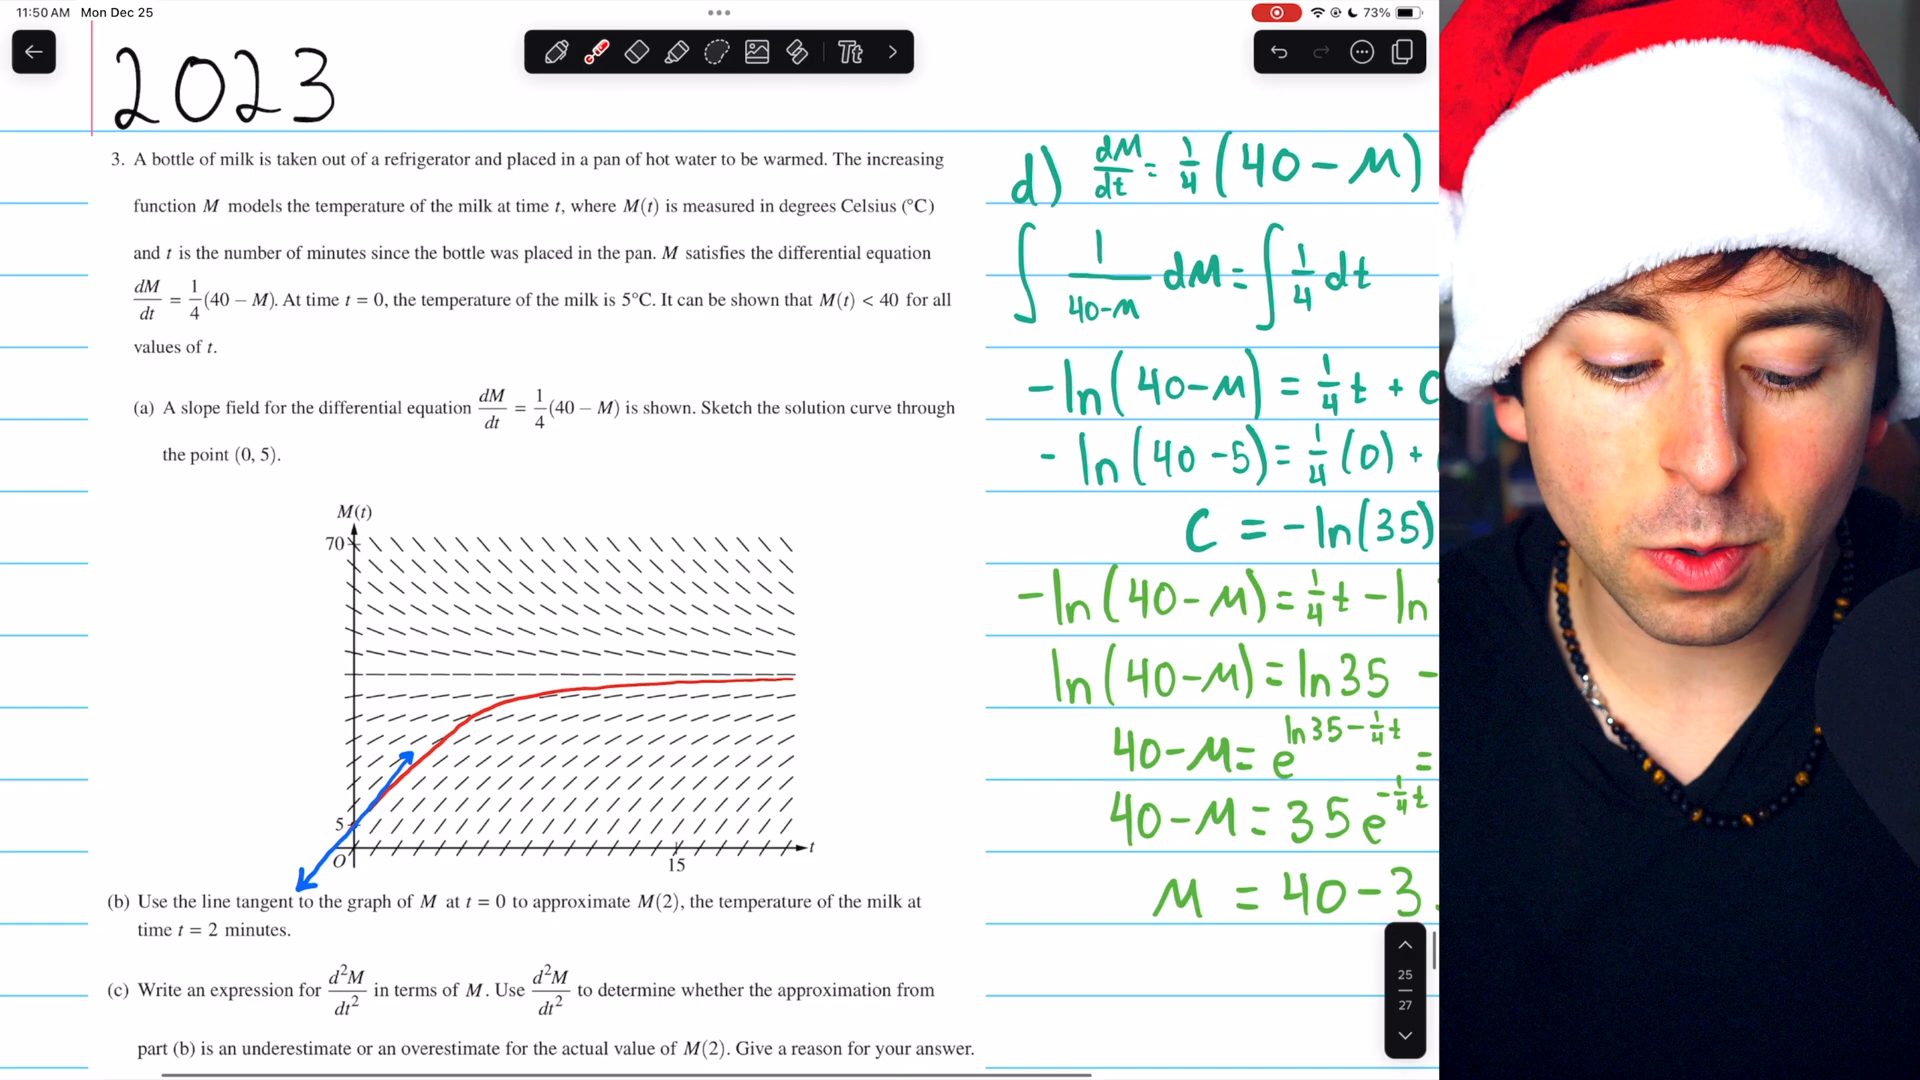 11:50 AM Mon Dec 25
73%
Tt
2023
3. A bottle of milk is taken out of a refrigerator and placed in a pan of hot water to be warmed. The increasing
function M models the temperature of the milk at time t, where M(t) is measured in degrees Celsius (°C)
and t is the number of minutes since the bottle was placed in the pan. M satisfies the differential equation
dM/dt = 1/4(40 – M). At time t = 0, the temperature of the milk is 5°C. It can be shown that M(t) < 40 for all
values of t.
(a) A slope field for the differential equation dM/dt = 1/4(40 – M) is shown. Sketch the solution curve through
the point (0, 5).
M(t)
70
5
O
15
t
(b) Use the line tangent to the graph of M at t = 0 to approximate M(2), the temperature of the milk at
time t = 2 minutes.
(c) Write an expression for d²M/dt² in terms of M. Use d²M/dt² to determine whether the approximation from
part (b) is an underestimate or an overestimate for the actual value of M(2). Give a reason for your answer.
d) dM/dt = 1/4 (40 – M)
∫ 1/(40-M) dM = ∫ 1/4 dt
-ln(40-M) = 1/4 t + C
- ln(40-5) = 1/4 (0) +
C = -ln(35)
-ln(40-M) = 1/4 t - ln
ln(40-M) = ln35 -
40-M = e^(ln35 - 1/4 t) =
40-M = 35e^(-1/4 t)
M = 40-3
25
27